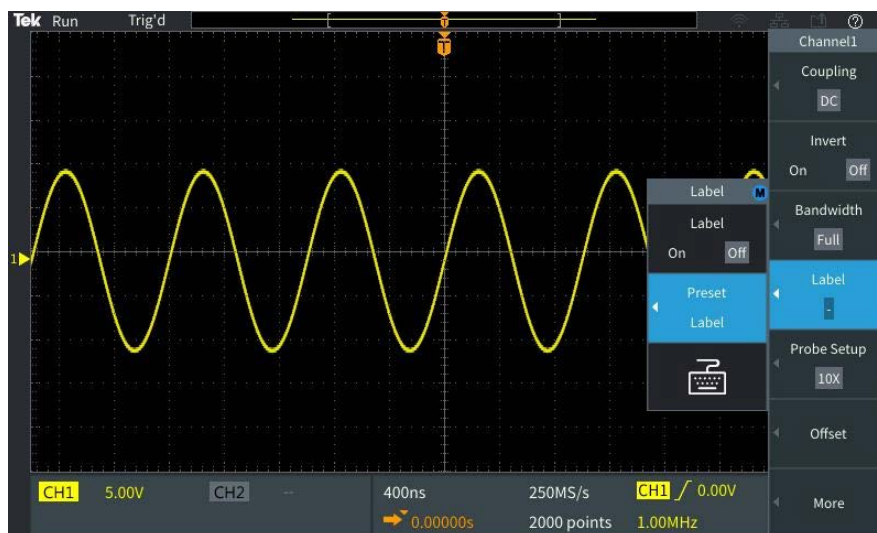 Tek Run Trig'd
T
T
Channel1
Coupling
DC
Invert
On Off
Bandwidth
Full
Label
-
Probe Setup
10X
Offset
More
Label M
Label
On Off
Preset
Label
1
CH1 5.00V CH2 -- 400ns 250MS/s CH1 0.00V
0.00000s 2000 points 1.00MHz